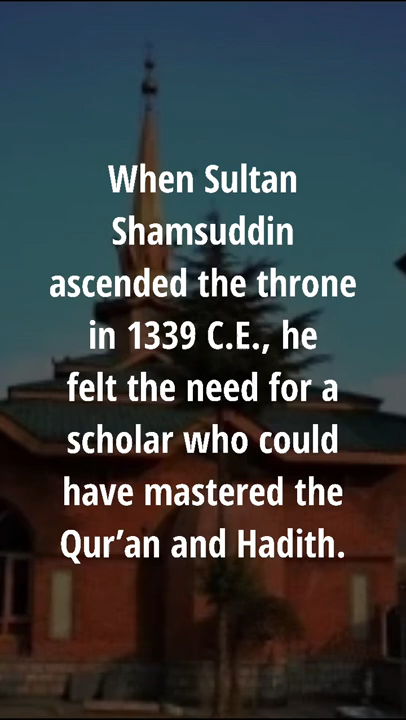 When Sultan
Shamsuddin
ascended the throne
in 1339 C.E., he
felt the need for a
scholar who could
have mastered the
Qur’an and Hadith.